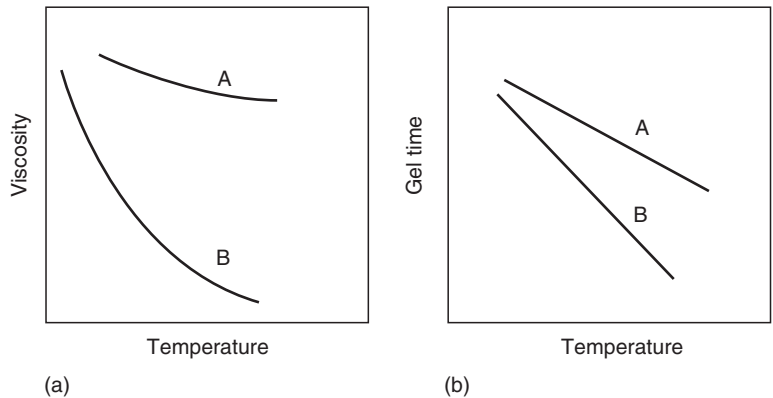 Viscosity
A
B
Temperature
(a)
Gel time
A
B
Temperature
(b)